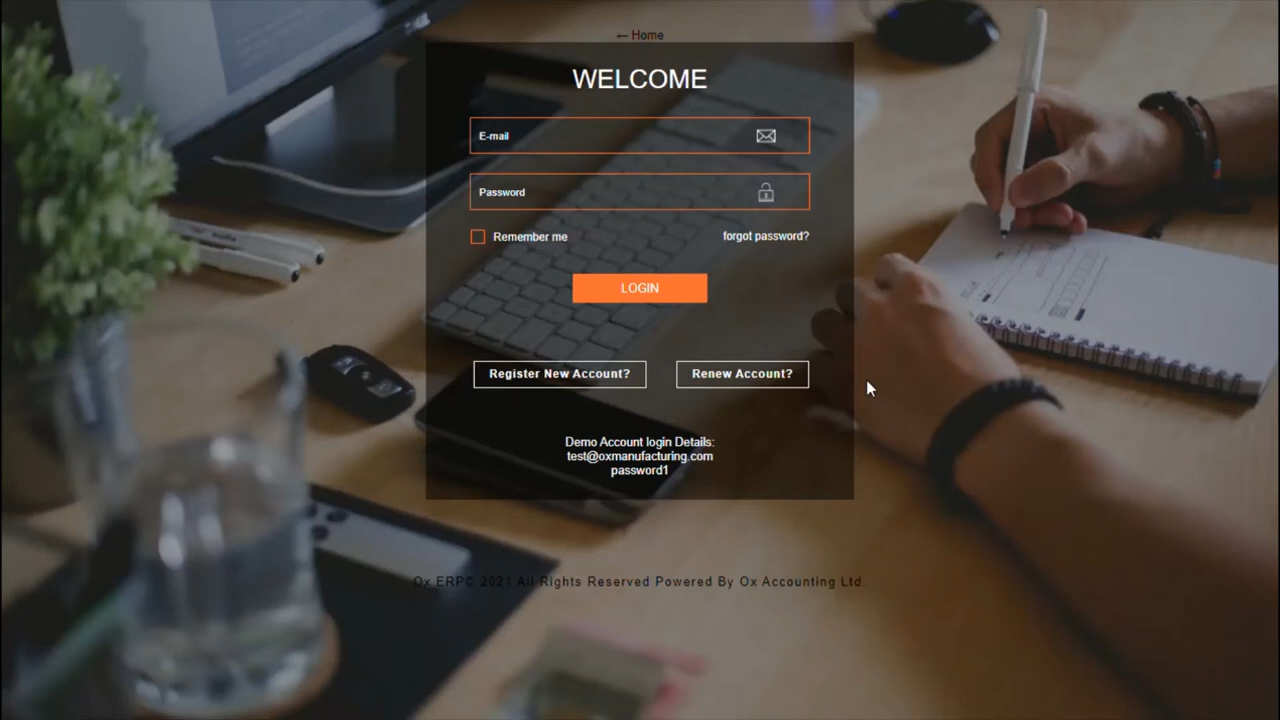 ← Home
WELCOME
E-mail
Password
Remember me
forgot password?
LOGIN
Register New Account?
Renew Account?
Demo Account login Details:
test@oxmanufacturing.com
password1
Ox ERP© 2021 All Rights Reserved Powered By Ox Accounting Ltd